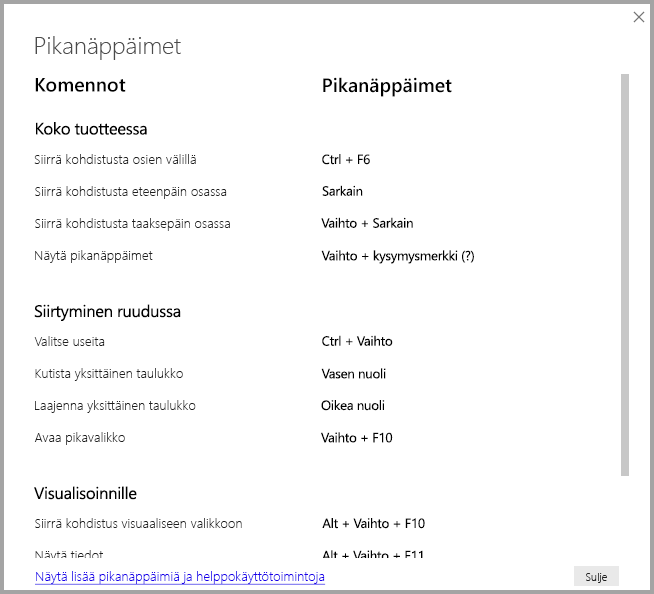 Pikanäppäimet
Komennot Pikanäppäimet
Koko tuotteessa
Siirrä kohdistusta osien välillä Ctrl + F6
Siirrä kohdistusta eteenpäin osassa Sarkain
Siirrä kohdistusta taaksepäin osassa Vaihto + Sarkain
Näytä pikanäppäimet Vaihto + kysymysmerkki (?)
Siirtyminen ruudussa
Valitse useita Ctrl + Vaihto
Kutista yksittäinen taulukko Vasen nuoli
Laajenna yksittäinen taulukko Oikea nuoli
Avaa pikavalikko Vaihto + F10
Visualisoinnille
Siirrä kohdistus visuaaliseen valikkoon Alt + Vaihto + F10
Näytä tiedot Alt + Vaihto + F11
Näytä lisää pikanäppäimiä ja helppokäyttötoimintoja Sulje